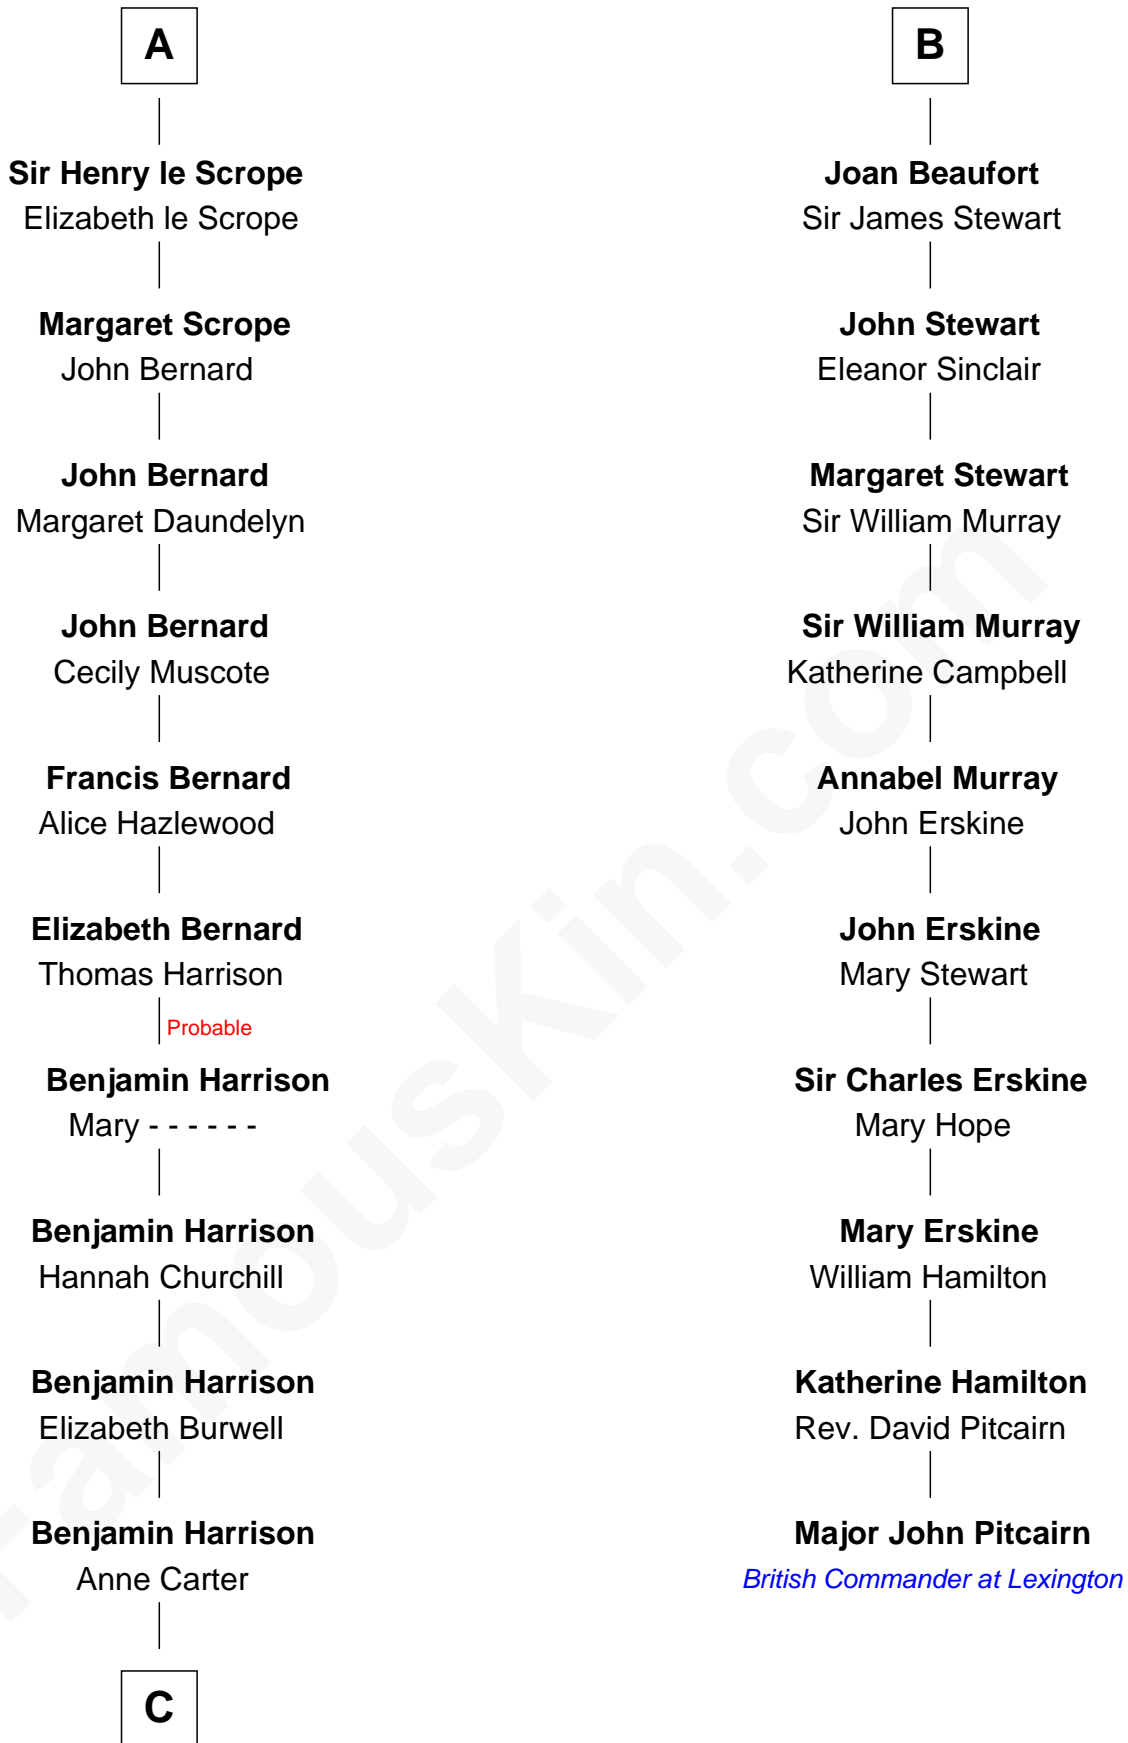 A
Sir Henry le Scrope
Elizabeth le Scrope
Margaret Scrope
John Bernard
John Bernard
Margaret Daundelyn
John Bernard
Cecily Muscote
Francis Bernard
Alice Hazlewood
Elizabeth Bernard
Thomas Harrison
Probable
Benjamin Harrison
Mary - - - - - -
Benjamin Harrison
Hannah Churchill
Benjamin Harrison
Elizabeth Burwell
Benjamin Harrison
Anne Carter
C
B
Joan Beaufort
Sir James Stewart
John Stewart
Eleanor Sinclair
Margaret Stewart
Sir William Murray
Sir William Murray
Katherine Campbell
Annabel Murray
John Erskine
John Erskine
Mary Stewart
Sir Charles Erskine
Mary Hope
Mary Erskine
William Hamilton
Katherine Hamilton
Rev. David Pitcairn
Major John Pitcairn
British Commander at Lexington
FamousKin.com